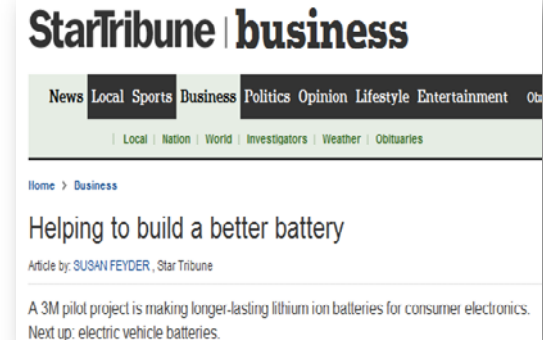 StarTribune | business
News Local Sports Business Politics Opinion Lifestyle Entertainment
| Local | Nation | World | Investigators | Weather | Obituaries
Home > Business
Helping to build a better battery
Article by: SUSAN FEYDER , Star Tribune
A 3M pilot project is making longer-lasting lithium ion batteries for consumer electronics.
Next up: electric vehicle batteries.